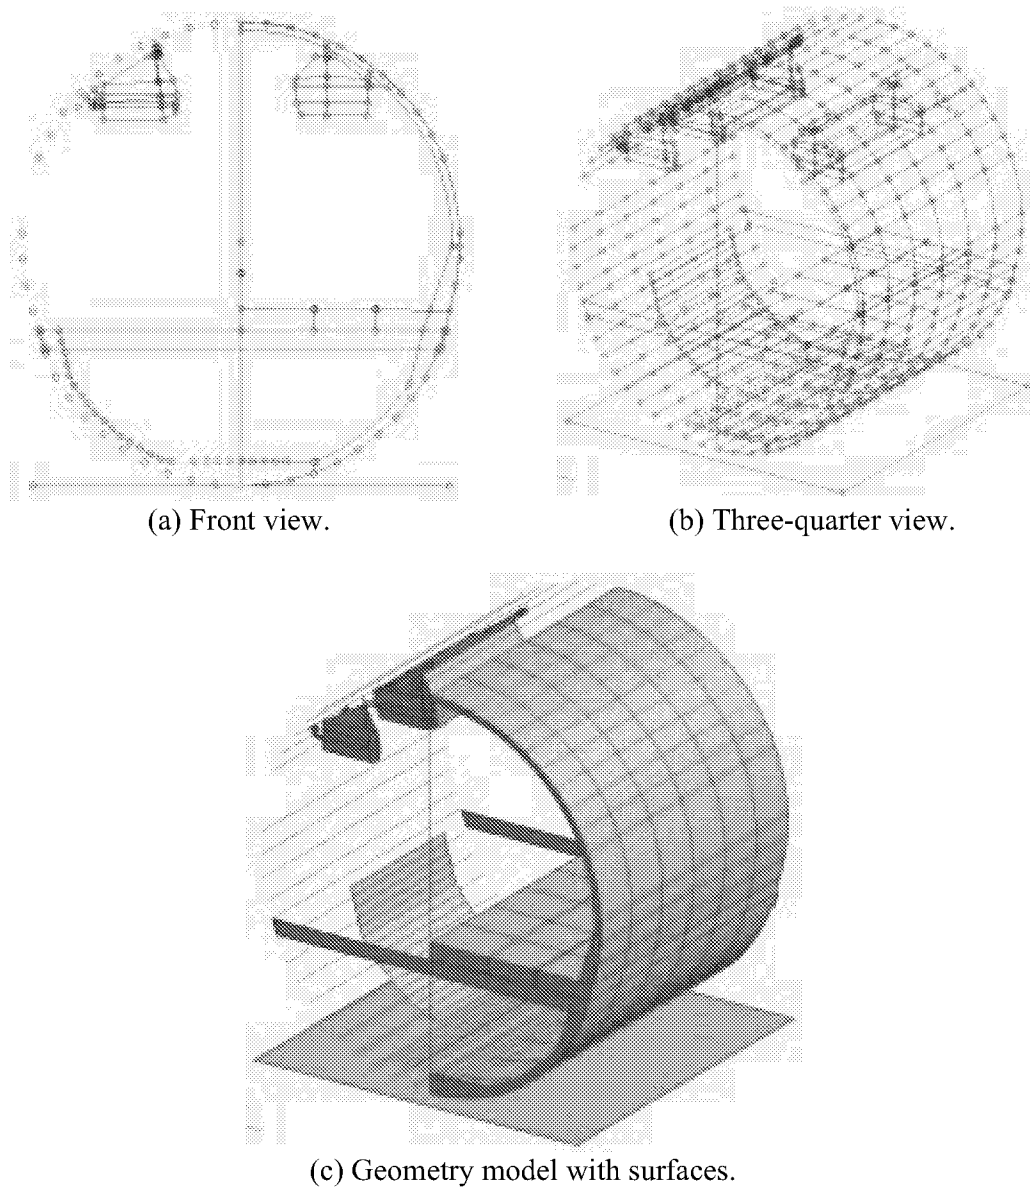 (a) Front view.
(b) Three-quarter view.
(c) Geometry model with surfaces.